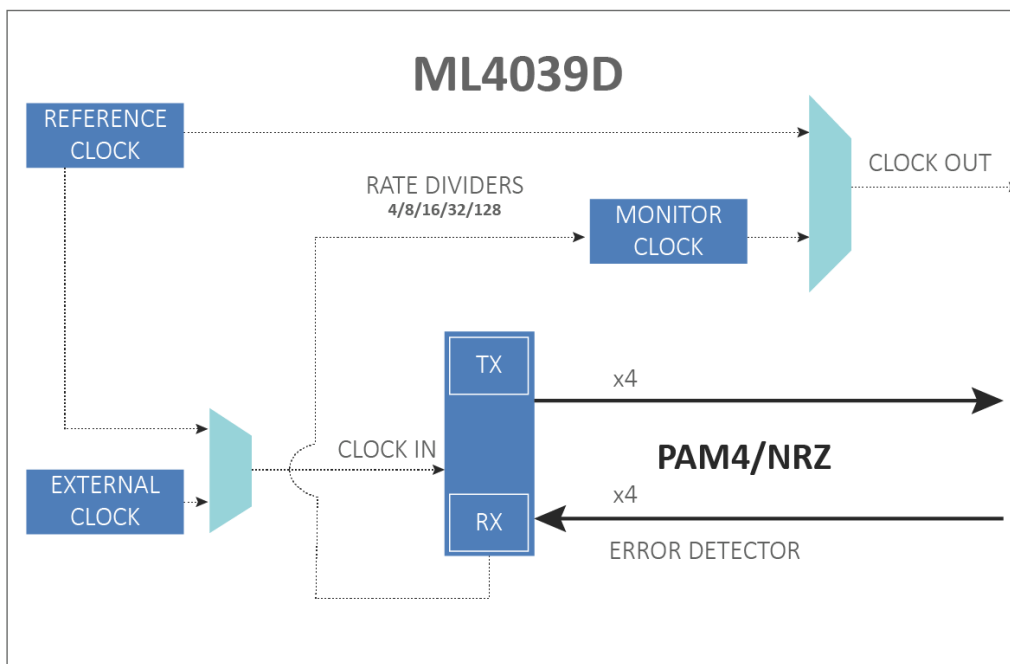 ML4039D
REFERENCE
CLOCK
CLOCK OUT
RATE DIVIDERS
4/8/16/32/128
MONITOR
CLOCK
TX
x4
CLOCK IN
PAM4/NRZ
EXTERNAL
CLOCK
x4
RX
ERROR DETECTOR